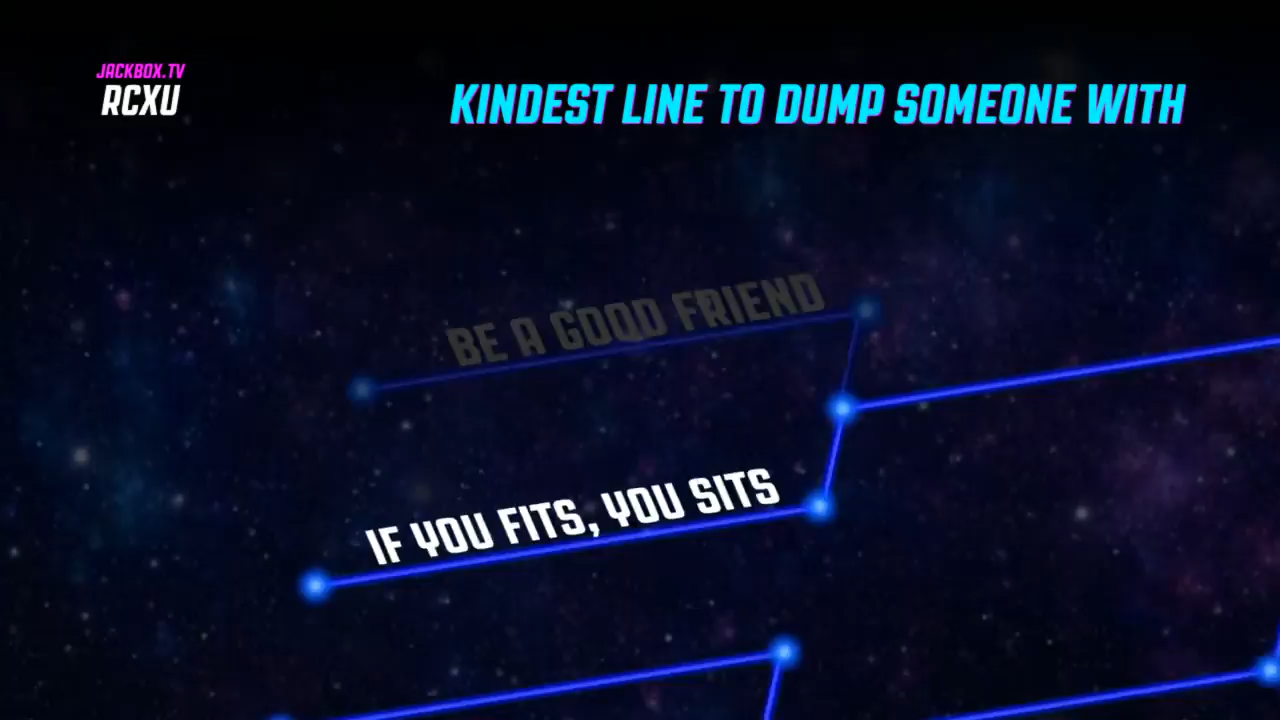 JACKBOX.TV
RCXU
KINDEST LINE TO DUMP SOMEONE WITH
BE A GOOD FRIEND
IF YOU FITS, YOU SITS